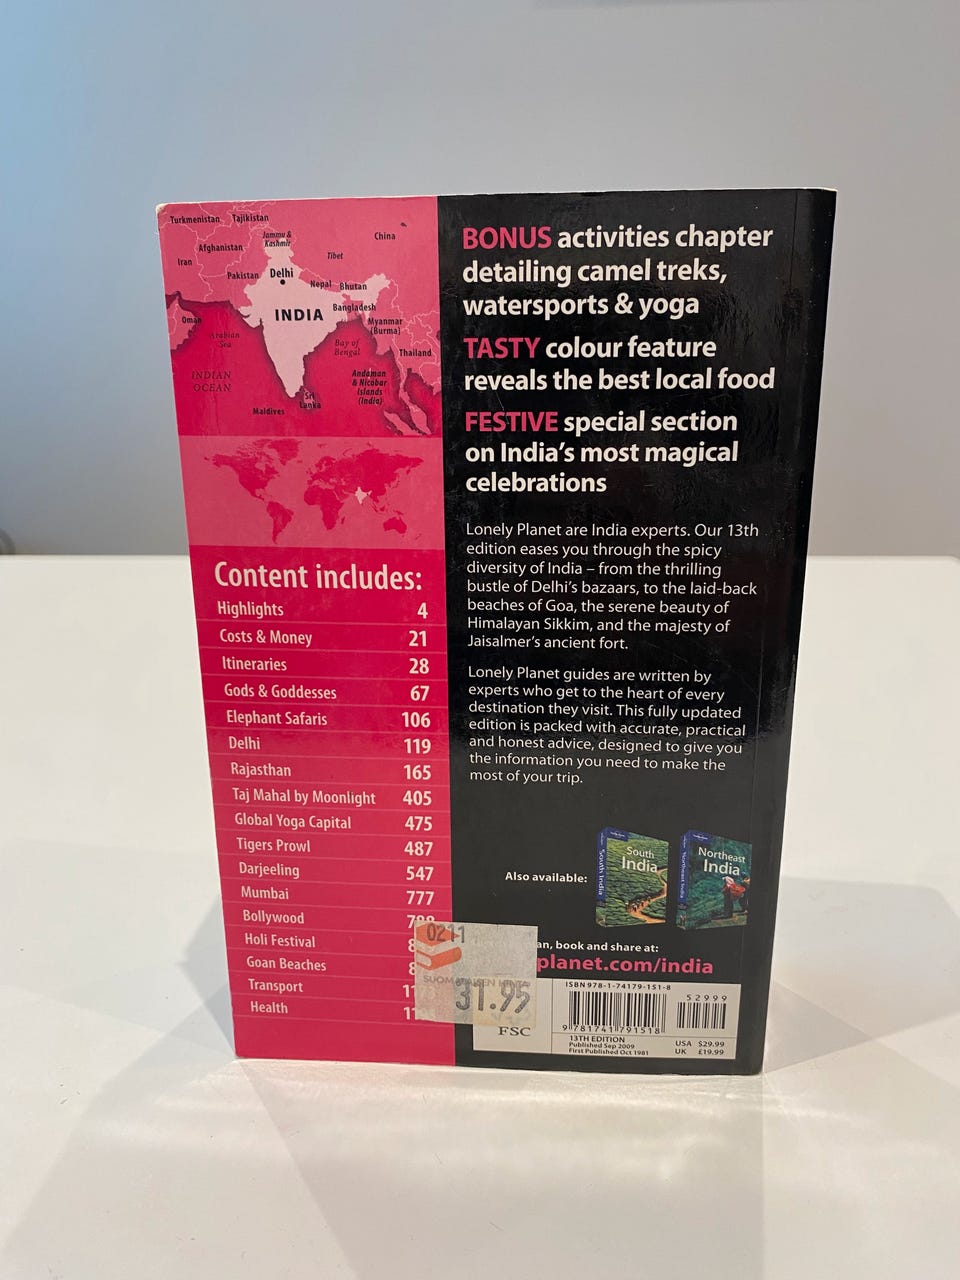 Turkmenistan
Tajikistan
Afghanistan
Jammu &
Kashmir
China
Iran
Tibet
Pakistan
Delhi
Nepal
Bhutan
INDIA
Bangladesh
Oman
Myanmar
(Burma)
Arabian
Sea
Bay of
Bengal
Thailand
INDIAN
OCEAN
Andaman
& Nicobar
Islands
(India)
Sri
Lanka
Maldives
Content includes:
Highlights 4
Costs & Money 21
Itineraries 28
Gods & Goddesses 67
Elephant Safaris 106
Delhi 119
Rajasthan 165
Taj Mahal by Moonlight 405
Global Yoga Capital 475
Tigers Prowl 487
Darjeeling 547
Mumbai 777
Bollywood
Holi Festival
Goan Beaches
Transport
Health
BONUS activities chapter
detailing camel treks,
watersports & yoga
TASTY colour feature
reveals the best local food
FESTIVE special section
on India's most magical
celebrations
Lonely Planet are India experts. Our 13th
edition eases you through the spicy
diversity of India – from the thrilling
bustle of Delhi's bazaars, to the laid-back
beaches of Goa, the serene beauty of
Himalayan Sikkim, and the majesty of
Jaisalmer's ancient fort.
Lonely Planet guides are written by
experts who get to the heart of every
destination they visit. This fully updated
edition is packed with accurate, practical
and honest advice, designed to give you
the information you need to make the
most of your trip.
Also available:
South
India
South India
Northeast
India
Northeast India
book and share at:
planet.com/india
0211
31.95
FSC
ISBN 978-1-74179-151-8
52999
9 781741 791518
13TH EDITION
Published Sep 2009
First Published Oct 1981
USA $29.99
UK £19.99